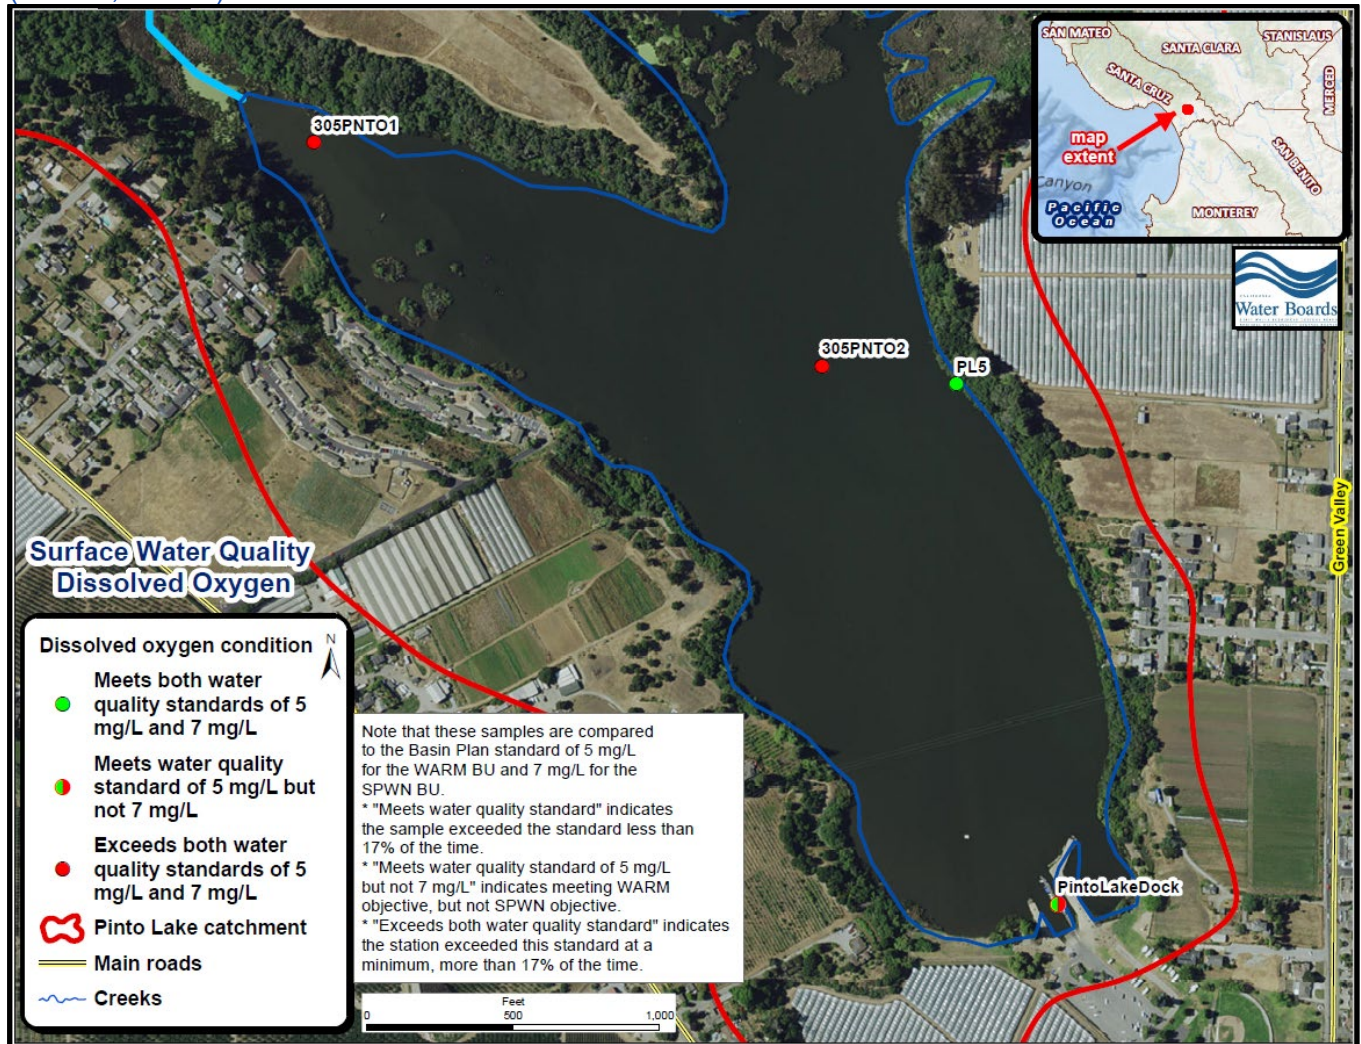 305PNTO1
305PNTO2
PL5
PintoLakeDock
Green Valley
SAN MATEO
SANTA CLARA
STANISLAUS
SANTA CRUZ
MERCED
map
extent
SAN BENITO
Canyon
Pacific
Ocean
MONTEREY
Water Boards
Surface Water Quality
Dissolved Oxygen
Dissolved oxygen condition
N
Meets both water
quality standards of 5
mg/L and 7 mg/L
Meets water quality
standard of 5 mg/L but
not 7 mg/L
Exceeds both water
quality standards of 5
mg/L and 7 mg/L
Pinto Lake catchment
Main roads
Creeks
Note that these samples are compared
to the Basin Plan standard of 5 mg/L
for the WARM BU and 7 mg/L for the
SPWN BU.
* "Meets water quality standard" indicates
the sample exceeded the standard less than
17% of the time.
* "Meets water quality standard of 5 mg/L
but not 7 mg/L" indicates meeting WARM
objective, but not SPWN objective.
* "Exceeds both water quality standard" indicates
the station exceeded this standard at a
minimum, more than 17% of the time.
Feet
0 500 1,000